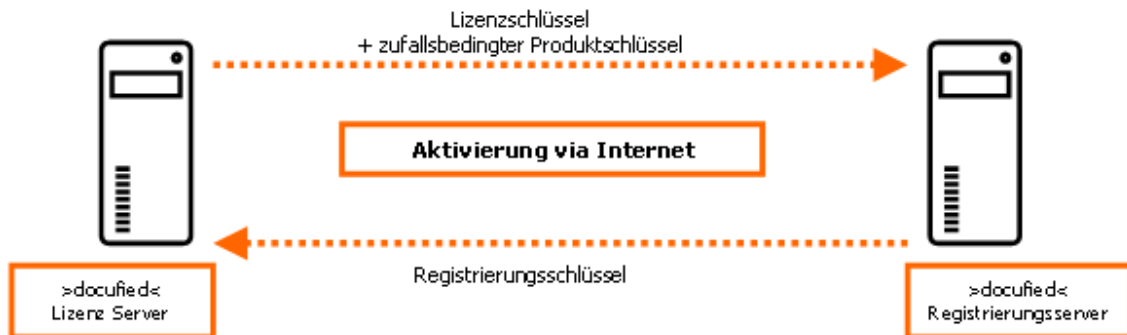 Lizenzschlüssel
+ zufallsbedingter Produktschlüssel
Aktivierung via Internet
Registrierungsschlüssel
>docufied<
Lizenz Server
>docufied<
Registrierungsserver